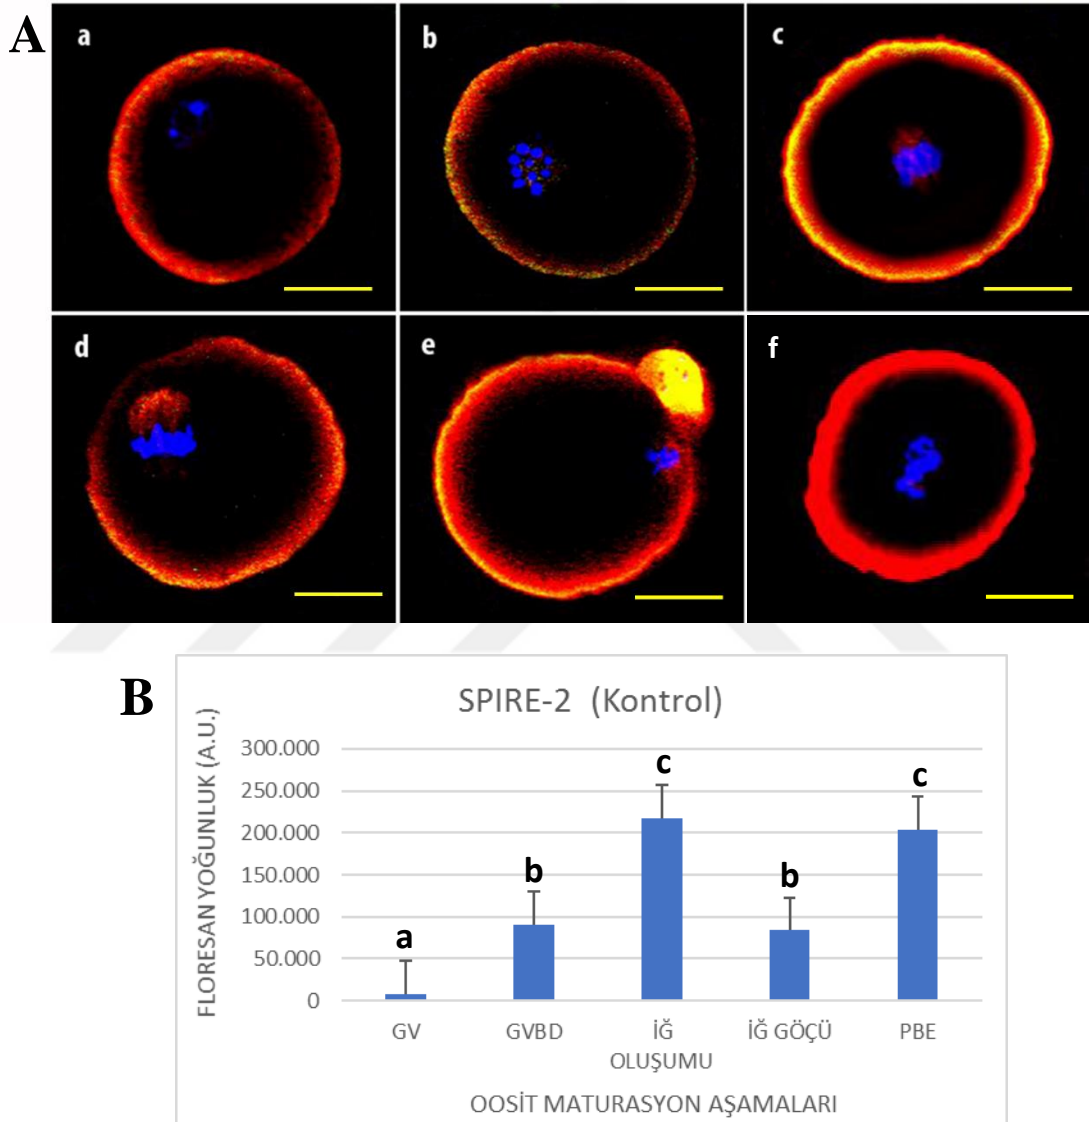 A
a
b
c
d
e
f
B
SPIRE-2 (Kontrol)
FLORESAN YOĞUNLUK (A.U.)
300.000
250.000
200.000
150.000
100.000
50.000
0
a
b
c
b
c
GV
GVBD
İĞ
OLUŞUMU
İĞ GÖÇÜ
PBE
OOSİT MATURASYON AŞAMALARI